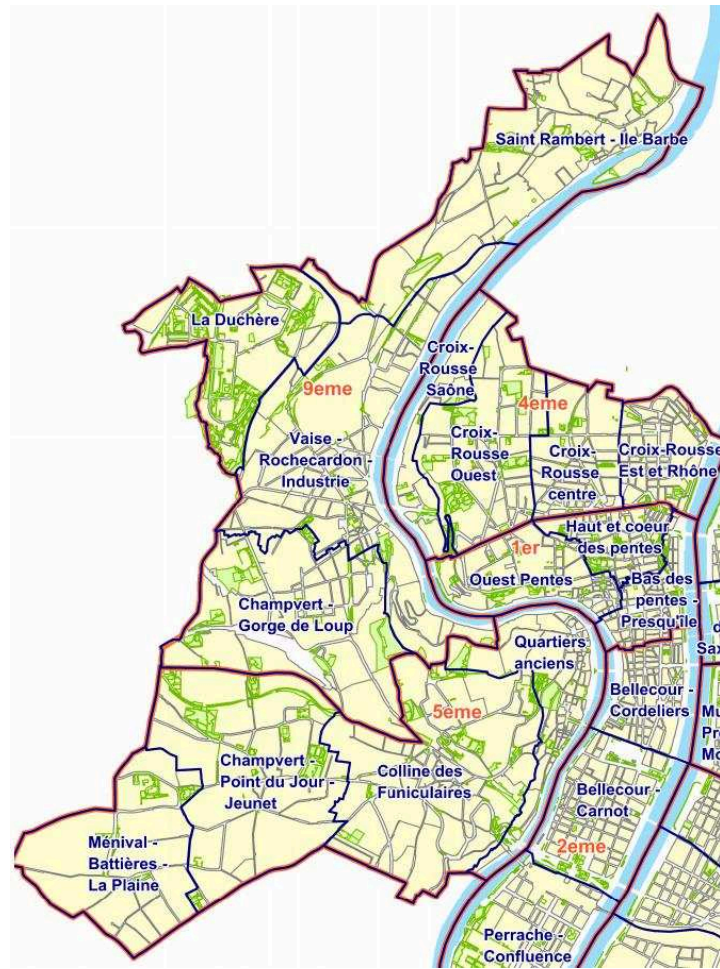 Saint Rambert - Ile Barbe
La Duchère
Croix-
Rousse
Saône
9eme
4eme
Vaise -
Rochecardon -
Industrie
Croix-
Rousse
Ouest
Croix-
Rousse
centre
Croix-Rousse
Est et Rhône
Haut et coeur
des pentes
1er
Ouest Pentes
Bas des
pentes -
Presqu'île
Champvert -
Gorge de Loup
Quartiers
anciens
Bellecour -
Cordeliers
5eme
Champvert -
Point du Jour -
Jeunet
Colline des
Funiculaires
Bellecour -
Carnot
Ménival -
Battières -
La Plaine
2eme
Perrache -
Confluence